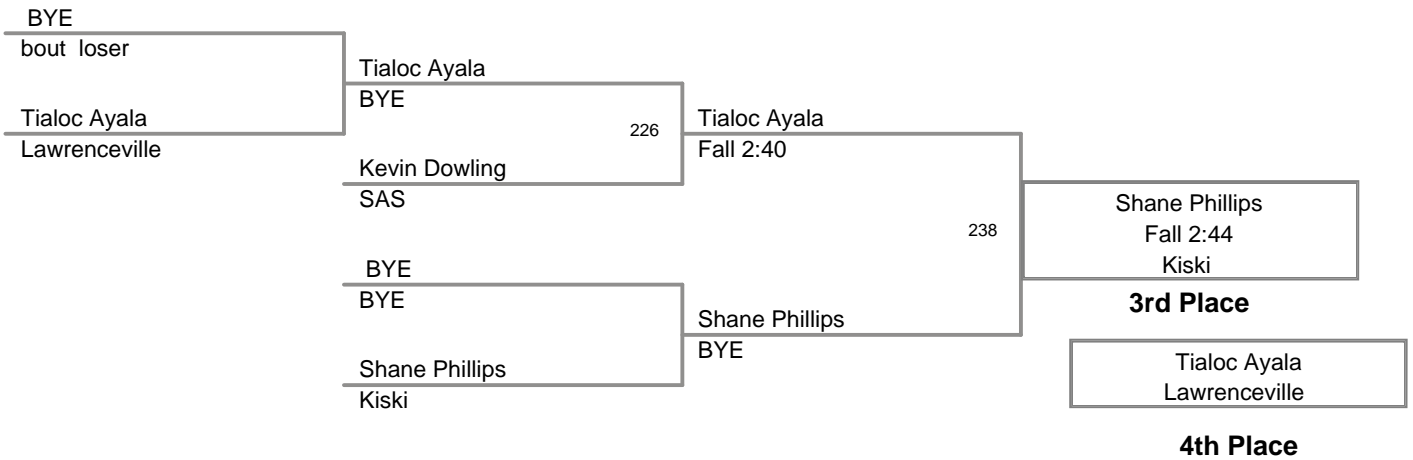 BYE
bout loser
Tialoc Ayala
Lawrenceville
Tialoc Ayala
BYE
226
Kevin Dowling
SAS
BYE
BYE
Shane Phillips
Kiski
Tialoc Ayala
Fall 2:40
238
Shane Phillips
BYE
Shane Phillips
Fall 2:44
Kiski
3rd Place
Tialoc Ayala
Lawrenceville
4th Place